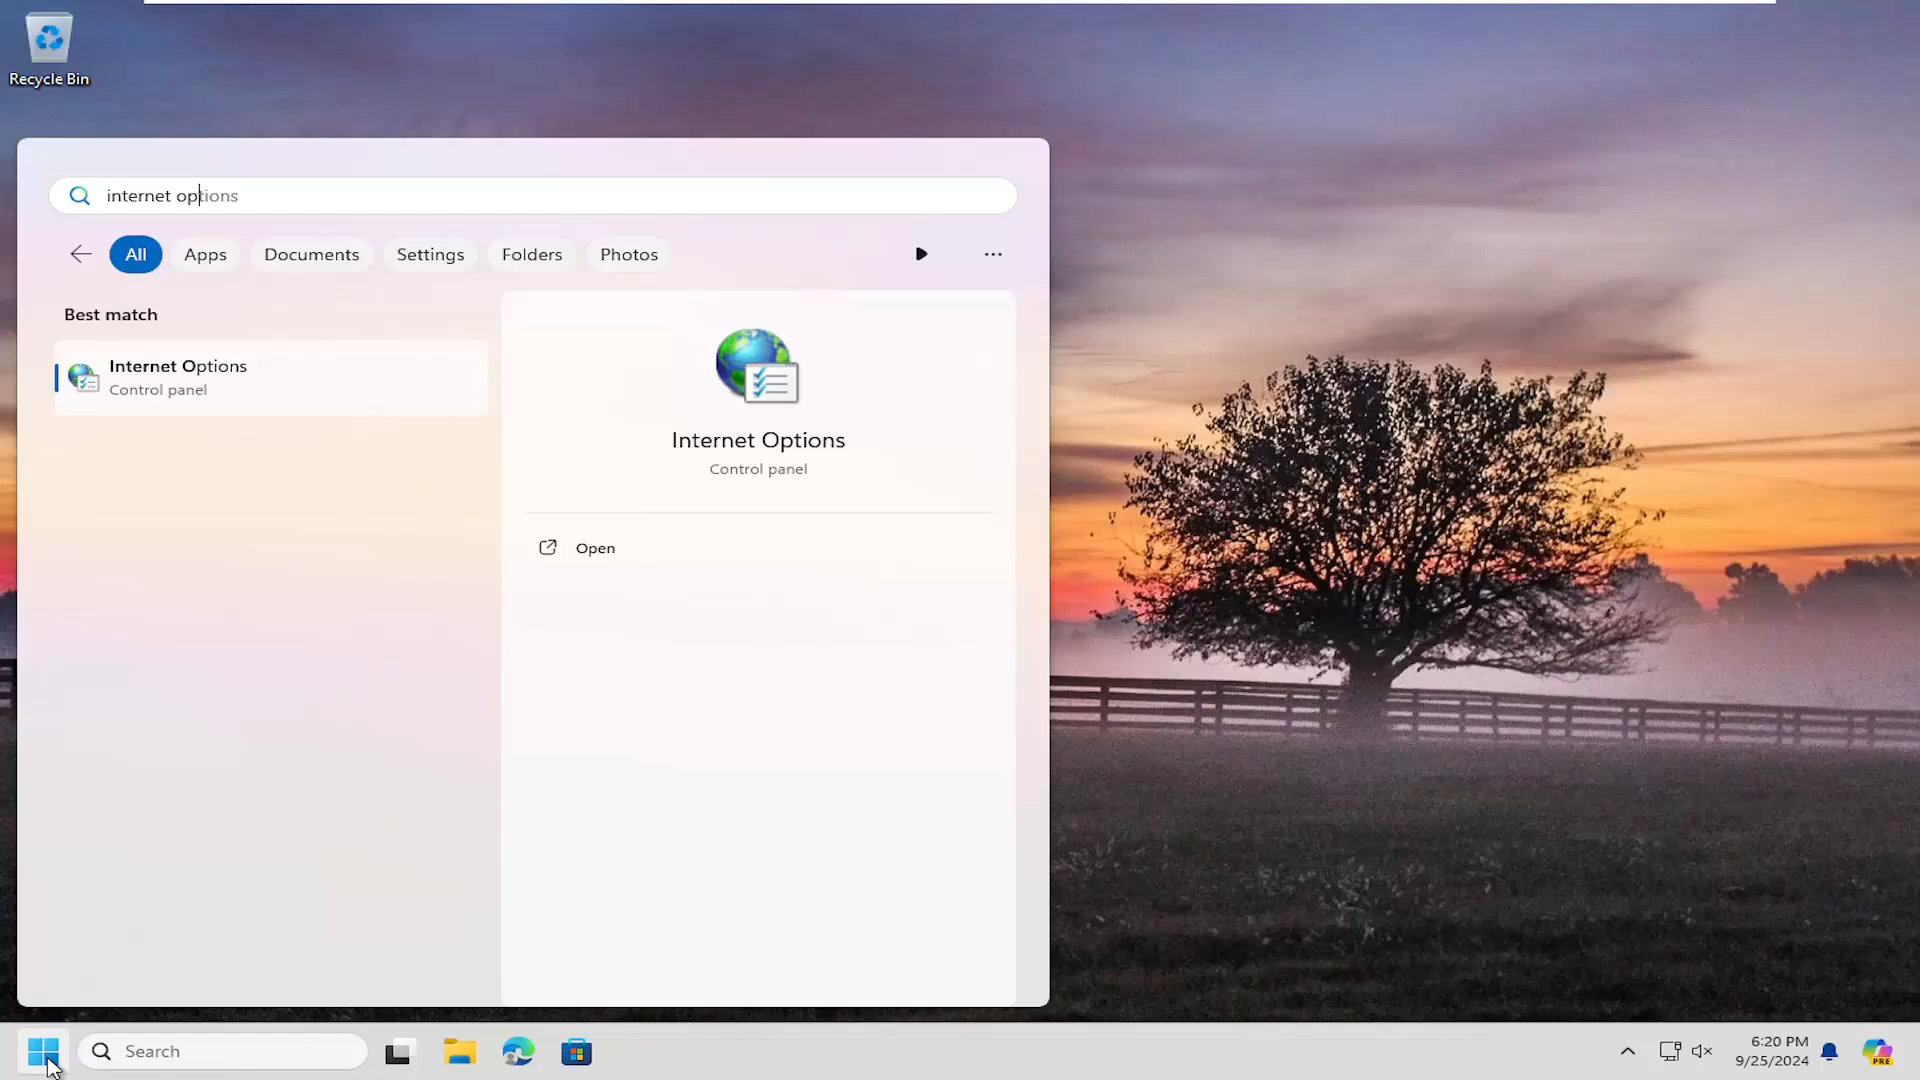 Recycle Bin
internet options
All
Apps
Documents
Settings
Folders
Photos
Best match
Internet Options
Control panel
Internet Options
Control panel
Open
Search
6:20 PM
9/25/2024
PRE